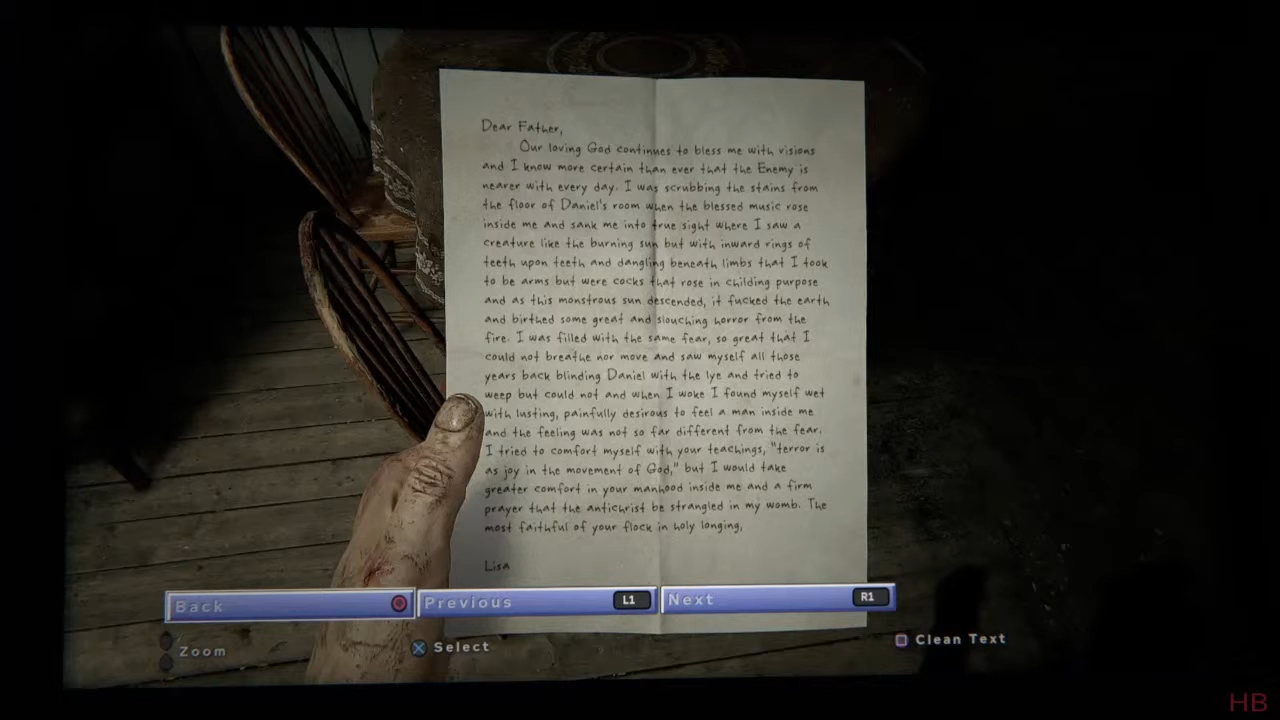 Dear Father,
Our loving God continues to bless me with visions
and I know more certain than ever that the Enemy is
nearer with every day. I was scrubbing the stains from
the floor of Daniel's room when the blessed music rose
inside me and sank me into true sight where I saw a
creature like the burning sun but with inward rings of
teeth upon teeth and dangling beneath limbs that I took
to be arms but were cocks that rose in childing purpose
and as this monstrous sun descended, it fucked the earth
and birthed some great and slouching horror from the
fire. I was filled with the same fear, so great that I
could not breathe nor move and saw myself all those
years back blinding Daniel with the lye and tried to
weep but could not and when I woke I found myself wet
with lusting, painfully desirous to feel a man inside me
and the feeling was not so far different from the fear.
I tried to comfort myself with your teachings, "terror is
as joy in the movement of God," but I would take
greater comfort in your manhood inside me and a firm
prayer that the antichrist be strangled in my womb. The
most faithful of your flock in holy longing,
Lisa
Back Previous L1 Next R1
Zoom Select Clean Text
HB